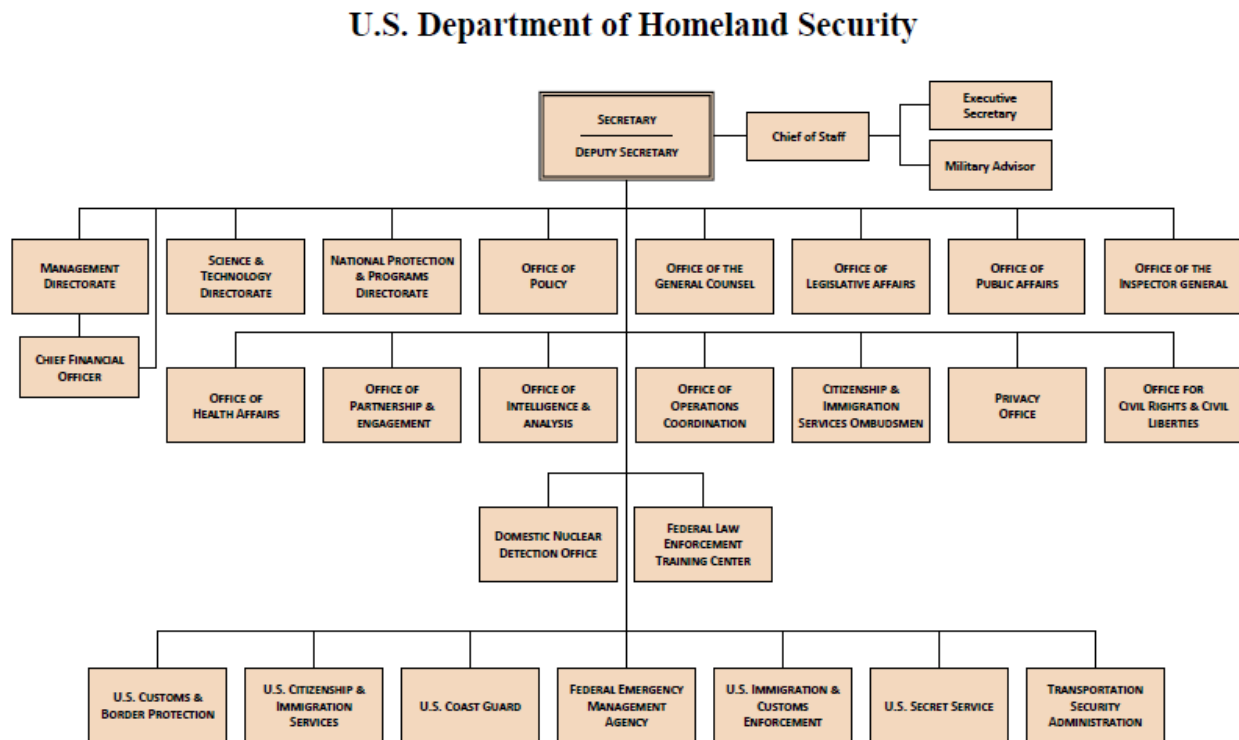 U.S. Department of Homeland Security
SECRETARY
DEPUTY SECRETARY
Chief of Staff
Executive
Secretary
Military Advisor
MANAGEMENT
DIRECTORATE
SCIENCE &
TECHNOLOGY
DIRECTORATE
NATIONAL PROTECTION
& PROGRAMS
DIRECTORATE
OFFICE OF
POLICY
OFFICE OF THE
GENERAL COUNSEL
OFFICE OF
LEGISLATIVE AFFAIRS
OFFICE OF
PUBLIC AFFAIRS
OFFICE OF THE
INSPECTOR GENERAL
CHIEF FINANCIAL
OFFICER
OFFICE OF
HEALTH AFFAIRS
OFFICE OF
PARTNERSHIP &
ENGAGEMENT
OFFICE OF
INTELLIGENCE &
ANALYSIS
OFFICE OF
OPERATIONS
COORDINATION
CITIZENSHIP &
IMMIGRATION
SERVICES OMBUDSMEN
PRIVACY
OFFICE
OFFICE FOR
CIVIL RIGHTS & CIVIL
LIBERTIES
DOMESTIC NUCLEAR
DETECTION OFFICE
FEDERAL LAW
ENFORCEMENT
TRAINING CENTER
U.S. CUSTOMS &
BORDER PROTECTION
U.S. CITIZENSHIP &
IMMIGRATION
SERVICES
U.S. COAST GUARD
FEDERAL EMERGENCY
MANAGEMENT
AGENCY
U.S. IMMIGRATION &
CUSTOMS
ENFORCEMENT
U.S. SECRET SERVICE
TRANSPORTATION
SECURITY
ADMINISTRATION